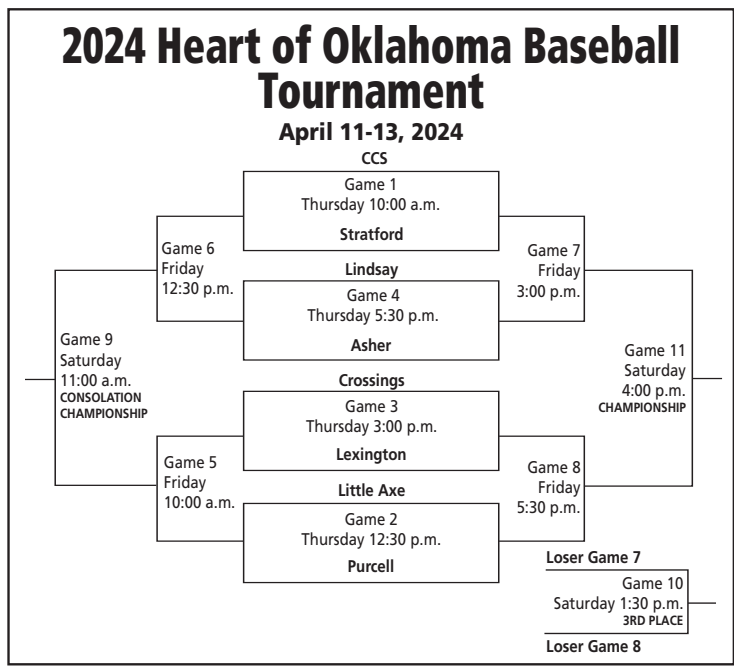 2024 Heart of Oklahoma Baseball
Tournament
April 11-13, 2024
CCS
Game 1
Thursday 10:00 a.m.
Stratford
Game 6
Friday
12:30 p.m.
Game 7
Friday
3:00 p.m.
Lindsay
Game 4
Thursday 5:30 p.m.
Asher
Game 9
Saturday
11:00 a.m.
CONSOLATION
CHAMPIONSHIP
Game 11
Saturday
4:00 p.m.
CHAMPIONSHIP
Crossings
Game 3
Thursday 3:00 p.m.
Lexington
Game 5
Friday
10:00 a.m.
Game 8
Friday
5:30 p.m.
Little Axe
Game 2
Thursday 12:30 p.m.
Purcell
Loser Game 7
Game 10
Saturday 1:30 p.m.
3RD PLACE
Loser Game 8